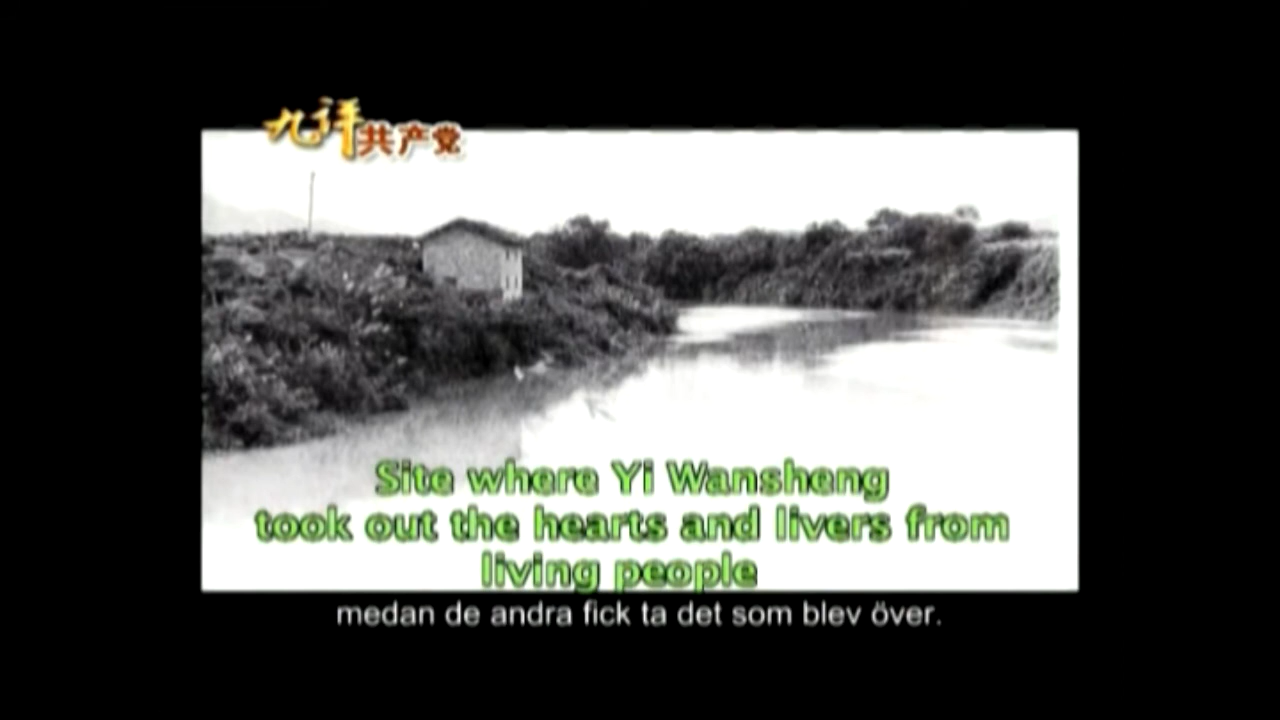 九评共产党
Site where Yi Wansheng
took out the hearts and livers from
living people
medan de andra fick ta det som blev över.